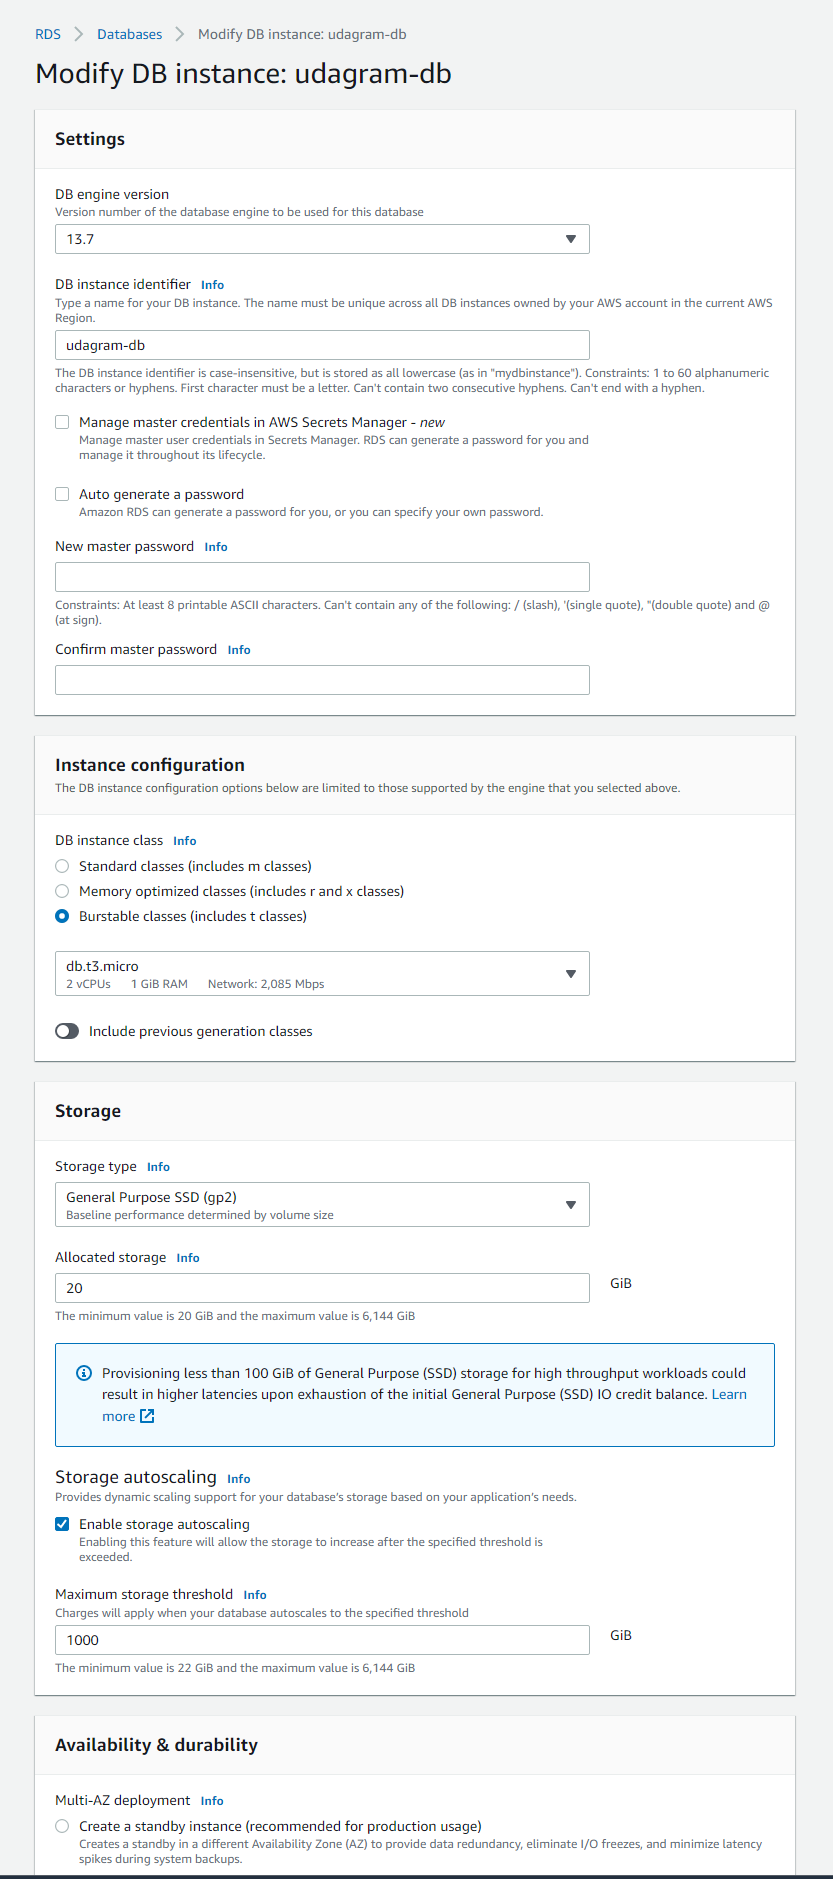 RDS > Databases > Modify DB instance: udagram-db
Modify DB instance: udagram-db
Settings
DB engine version
Version number of the database engine to be used for this database
13.7
DB instance identifier Info
Type a name for your DB instance. The name must be unique across all DB instances owned by your AWS account in the current AWS
Region.
udagram-db
The DB instance identifier is case-insensitive, but is stored as all lowercase (as in "mydbinstance"). Constraints: 1 to 60 alphanumeric
characters or hyphens. First character must be a letter. Can't contain two consecutive hyphens. Can't end with a hyphen.
Manage master credentials in AWS Secrets Manager - new
Manage master user credentials in Secrets Manager. RDS can generate a password for you and
manage it throughout its lifecycle.
Auto generate a password
Amazon RDS can generate a password for you, or you can specify your own password.
New master password Info
Constraints: At least 8 printable ASCII characters. Can't contain any of the following: / (slash), '(single quote), "(double quote) and @
(at sign).
Confirm master password Info
Instance configuration
The DB instance configuration options below are limited to those supported by the engine that you selected above.
DB instance class Info
Standard classes (includes m classes)
Memory optimized classes (includes r and x classes)
Burstable classes (includes t classes)
db.t3.micro
2 vCPUs 1 GiB RAM Network: 2,085 Mbps
Include previous generation classes
Storage
Storage type Info
General Purpose SSD (gp2)
Baseline performance determined by volume size
Allocated storage Info
20 GiB
The minimum value is 20 GiB and the maximum value is 6,144 GiB
Provisioning less than 100 GiB of General Purpose (SSD) storage for high throughput workloads could
result in higher latencies upon exhaustion of the initial General Purpose (SSD) IO credit balance. Learn
more
Storage autoscaling Info
Provides dynamic scaling support for your database's storage based on your application's needs.
Enable storage autoscaling
Enabling this feature will allow the storage to increase after the specified threshold is
exceeded.
Maximum storage threshold Info
Charges will apply when your database autoscales to the specified threshold
1000 GiB
The minimum value is 22 GiB and the maximum value is 6,144 GiB
Availability & durability
Multi-AZ deployment Info
Create a standby instance (recommended for production usage)
Creates a standby in a different Availability Zone (AZ) to provide data redundancy, eliminate I/O freezes, and minimize latency
spikes during system backups.